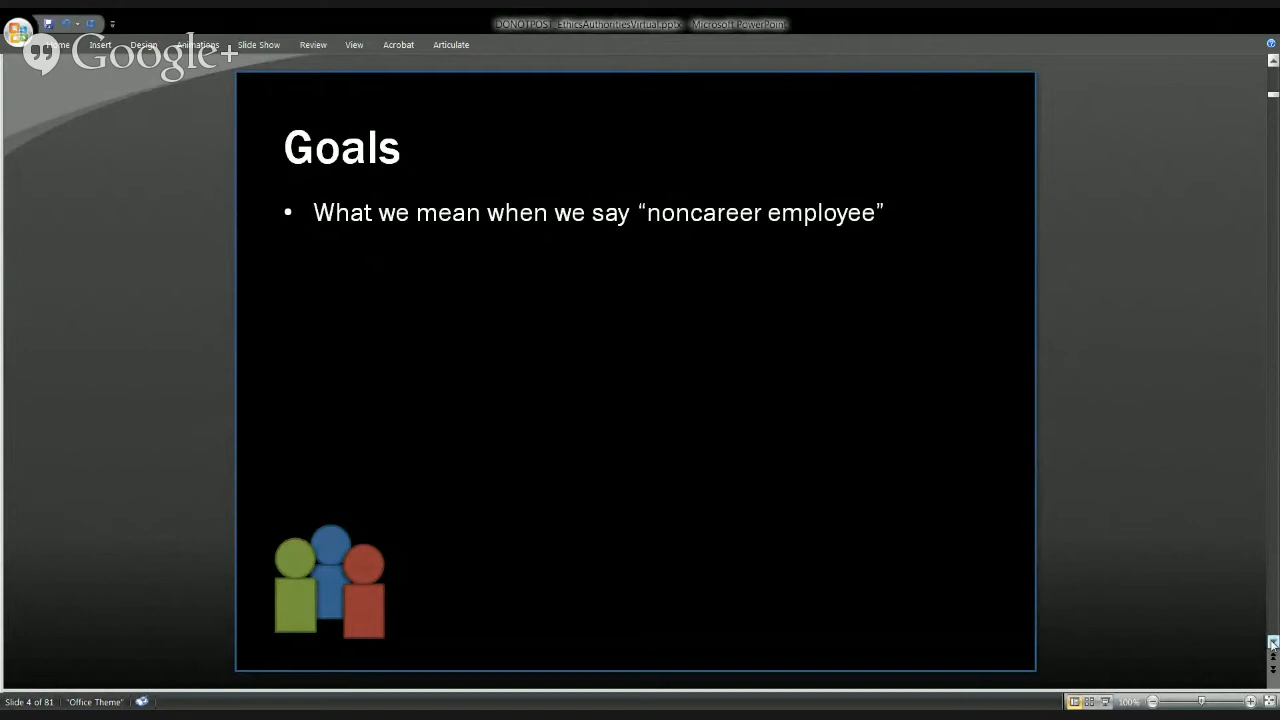 DONOTPOST_EthicsAuthoritiesVirtual.pptx - Microsoft PowerPoint
Home Insert Design Animations Slide Show Review View Acrobat Articulate
Google+
Goals
• What we mean when we say “noncareer employee”
Slide 4 of 81 "Office Theme" 100%